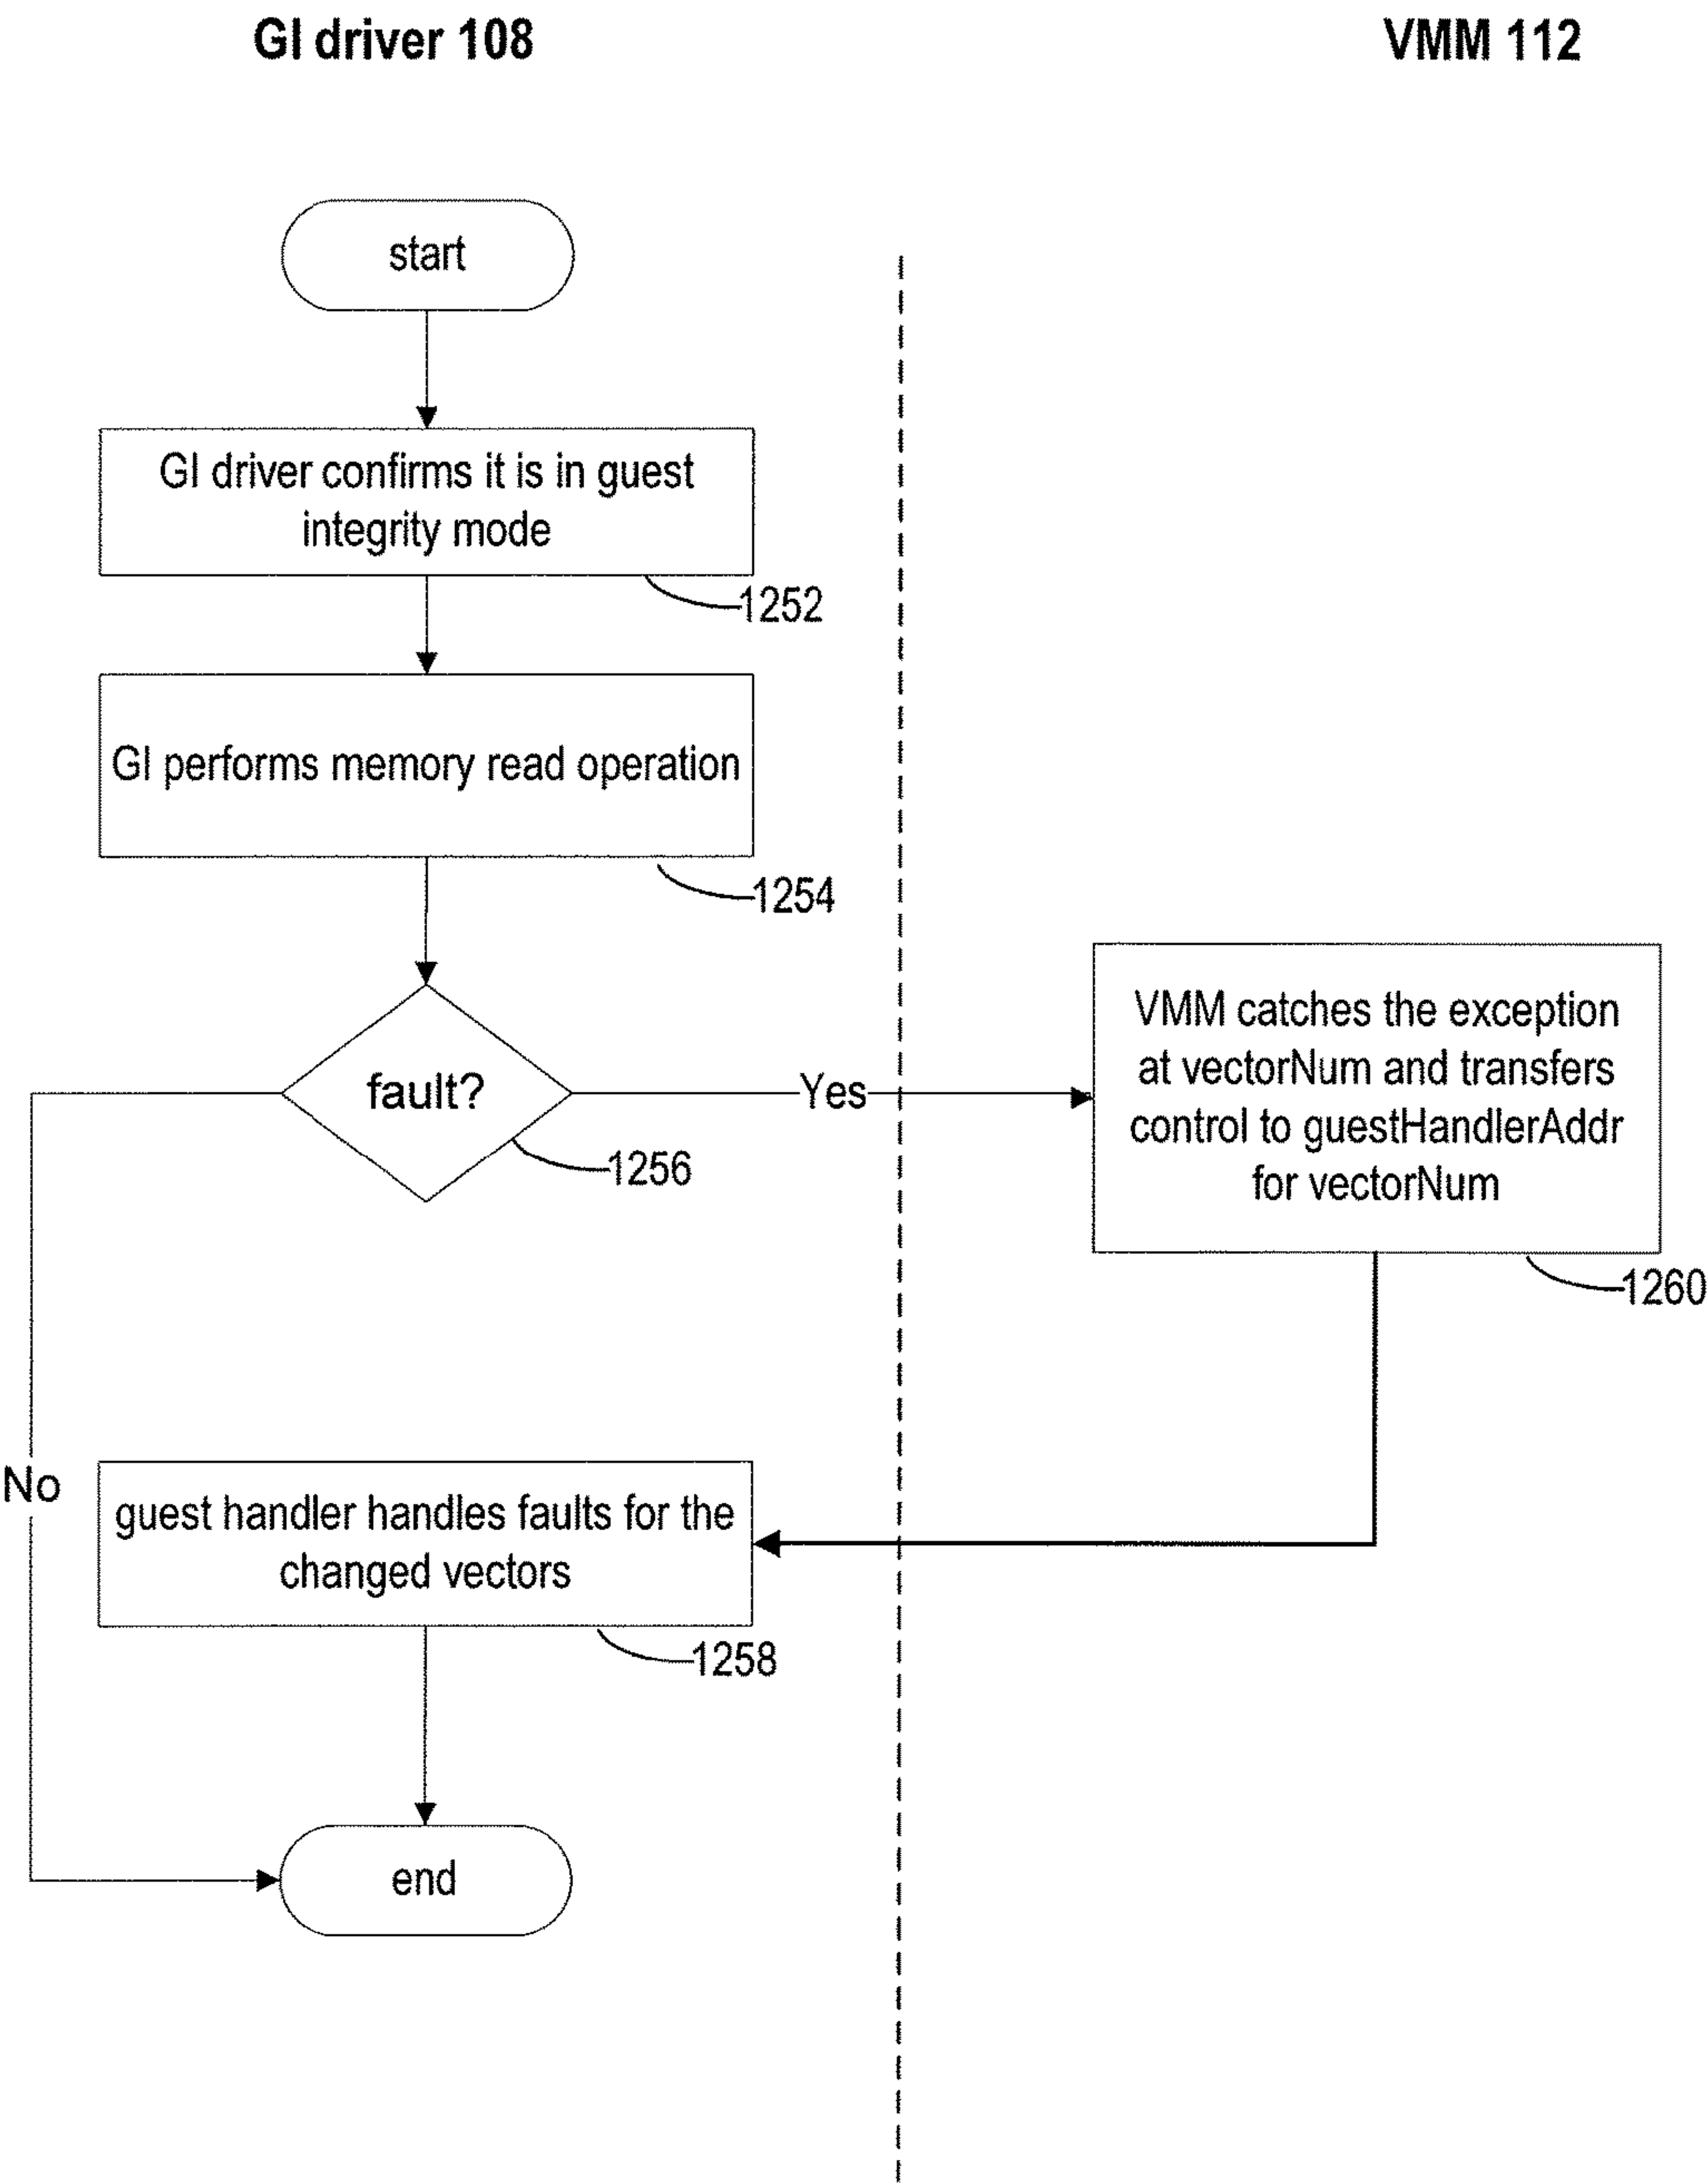 GI driver 108
VMM 112
start
GI driver confirms it is in guest
integrity mode
1252
GI performs memory read operation
1254
fault?
Yes
1256
VMM catches the exception
at vectorNum and transfers
control to guestHandlerAddr
for vectorNum
1260
No
guest handler handles faults for the
changed vectors
1258
end